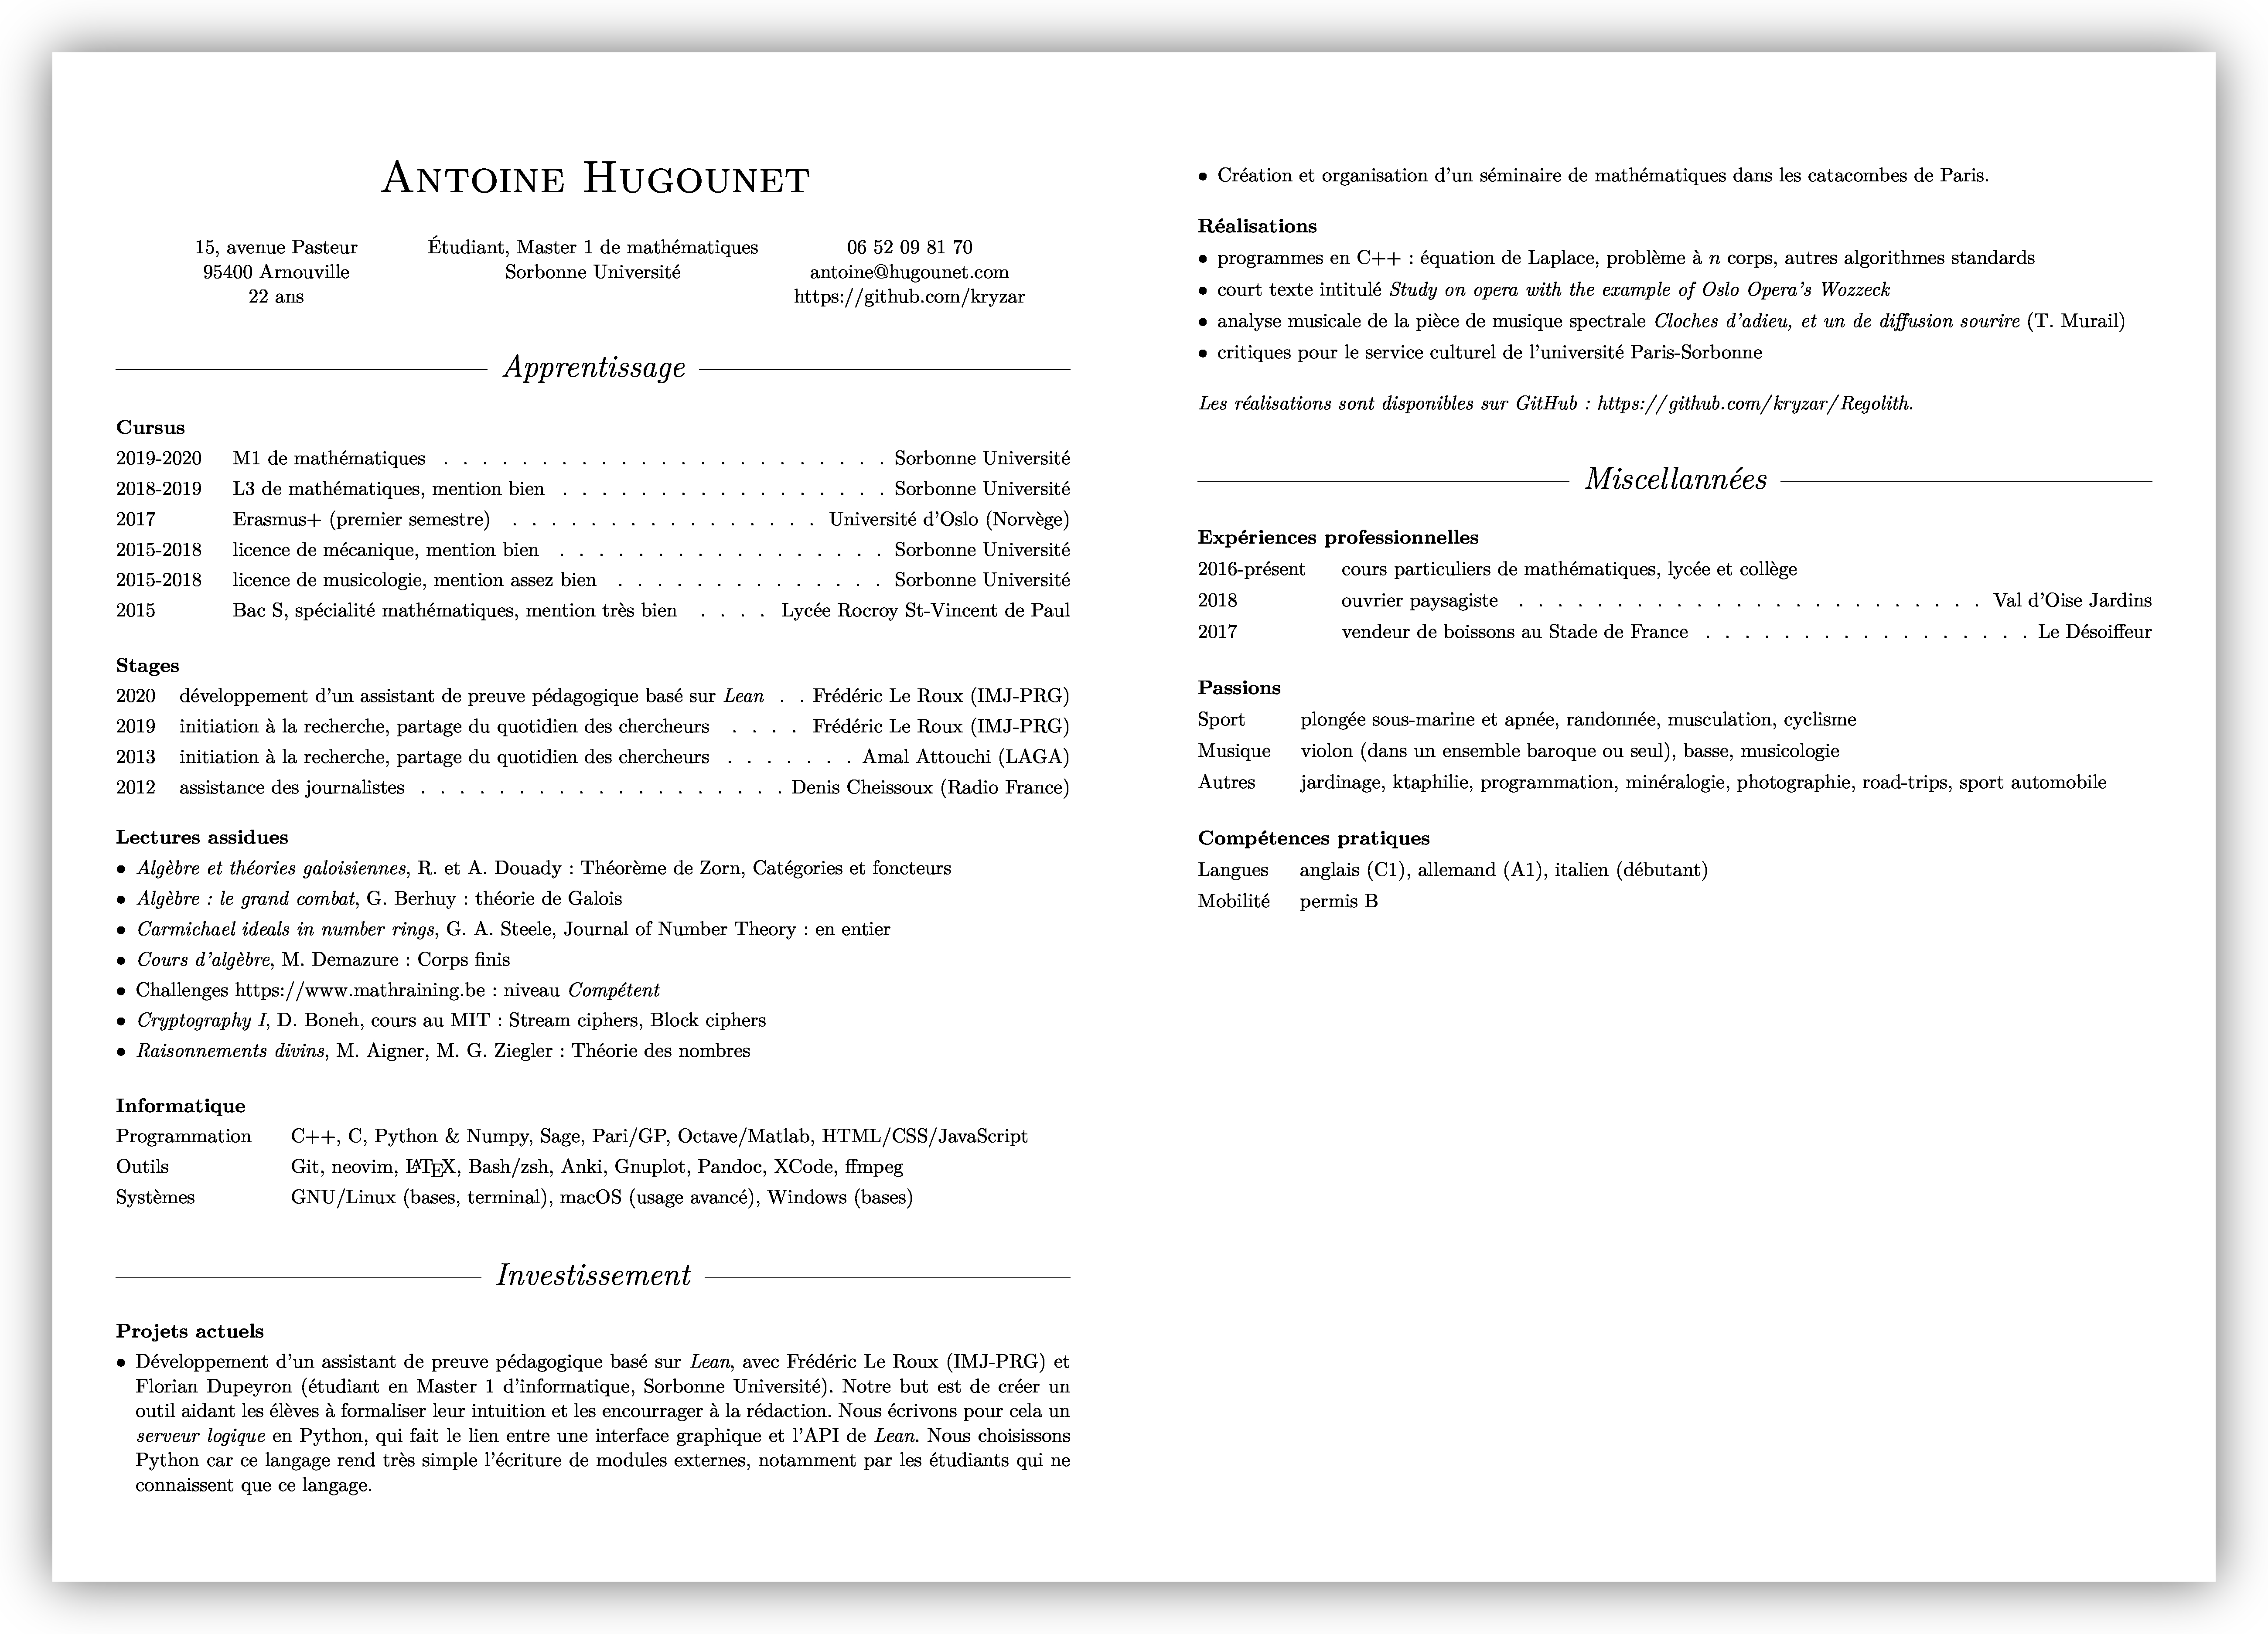 Antoine Hugounet
15, avenue Pasteur
95400 Arnouville
22 ans
Étudiant, Master 1 de mathématiques
Sorbonne Université
06 52 09 81 70
antoine@hugounet.com
https://github.com/kryzar
Apprentissage
Cursus
2019-2020 M1 de mathématiques . . . . . . . . . . . . . . . . . . . . . . . Sorbonne Université
2018-2019 L3 de mathématiques, mention bien . . . . . . . . . . . . . . . . . Sorbonne Université
2017 Erasmus+ (premier semestre) . . . . . . . . . . . . . . . . Université d'Oslo (Norvège)
2015-2018 licence de mécanique, mention bien . . . . . . . . . . . . . . . . . Sorbonne Université
2015-2018 licence de musicologie, mention assez bien . . . . . . . . . . . . . . Sorbonne Université
2015 Bac S, spécialité mathématiques, mention très bien . . . . Lycée Rocroy St-Vincent de Paul
Stages
2020 développement d'un assistant de preuve pédagogique basé sur Lean . . Frédéric Le Roux (IMJ-PRG)
2019 initiation à la recherche, partage du quotidien des chercheurs . . . . Frédéric Le Roux (IMJ-PRG)
2013 initiation à la recherche, partage du quotidien des chercheurs . . . . . . . Amal Attouchi (LAGA)
2012 assistance des journalistes . . . . . . . . . . . . . . . . . . . Denis Cheissoux (Radio France)
Lectures assidues
• Algèbre et théories galoisiennes, R. et A. Douady : Théorème de Zorn, Catégories et foncteurs
• Algèbre : le grand combat, G. Berhuy : théorie de Galois
• Carmichael ideals in number rings, G. A. Steele, Journal of Number Theory : en entier
• Cours d'algèbre, M. Demazure : Corps finis
• Challenges https://www.mathraining.be : niveau Compétent
• Cryptography I, D. Boneh, cours au MIT : Stream ciphers, Block ciphers
• Raisonnements divins, M. Aigner, M. G. Ziegler : Théorie des nombres
Informatique
Programmation C++, C, Python & Numpy, Sage, Pari/GP, Octave/Matlab, HTML/CSS/JavaScript
Outils Git, neovim, LATEX, Bash/zsh, Anki, Gnuplot, Pandoc, XCode, ffmpeg
Systèmes GNU/Linux (bases, terminal), macOS (usage avancé), Windows (bases)
Investissement
Projets actuels
• Développement d'un assistant de preuve pédagogique basé sur Lean, avec Frédéric Le Roux (IMJ-PRG) et
Florian Dupeyron (étudiant en Master 1 d'informatique, Sorbonne Université). Notre but est de créer un
outil aidant les élèves à formaliser leur intuition et les encourrager à la rédaction. Nous écrivons pour cela un
serveur logique en Python, qui fait le lien entre une interface graphique et l'API de Lean. Nous choisissons
Python car ce langage rend très simple l'écriture de modules externes, notamment par les étudiants qui ne
connaissent que ce langage.
• Création et organisation d'un séminaire de mathématiques dans les catacombes de Paris.
Réalisations
• programmes en C++ : équation de Laplace, problème à n corps, autres algorithmes standards
• court texte intitulé Study on opera with the example of Oslo Opera's Wozzeck
• analyse musicale de la pièce de musique spectrale Cloches d'adieu, et un de diffusion sourire (T. Murail)
• critiques pour le service culturel de l'université Paris-Sorbonne
Les réalisations sont disponibles sur GitHub : https://github.com/kryzar/Regolith.
Miscellannées
Expériences professionnelles
2016-présent cours particuliers de mathématiques, lycée et collège
2018 ouvrier paysagiste . . . . . . . . . . . . . . . . . . . . . . . . Val d'Oise Jardins
2017 vendeur de boissons au Stade de France . . . . . . . . . . . . . . . . . Le Désoiffeur
Passions
Sport plongée sous-marine et apnée, randonnée, musculation, cyclisme
Musique violon (dans un ensemble baroque ou seul), basse, musicologie
Autres jardinage, ktaphilie, programmation, minéralogie, photographie, road-trips, sport automobile
Compétences pratiques
Langues anglais (C1), allemand (A1), italien (débutant)
Mobilité permis B